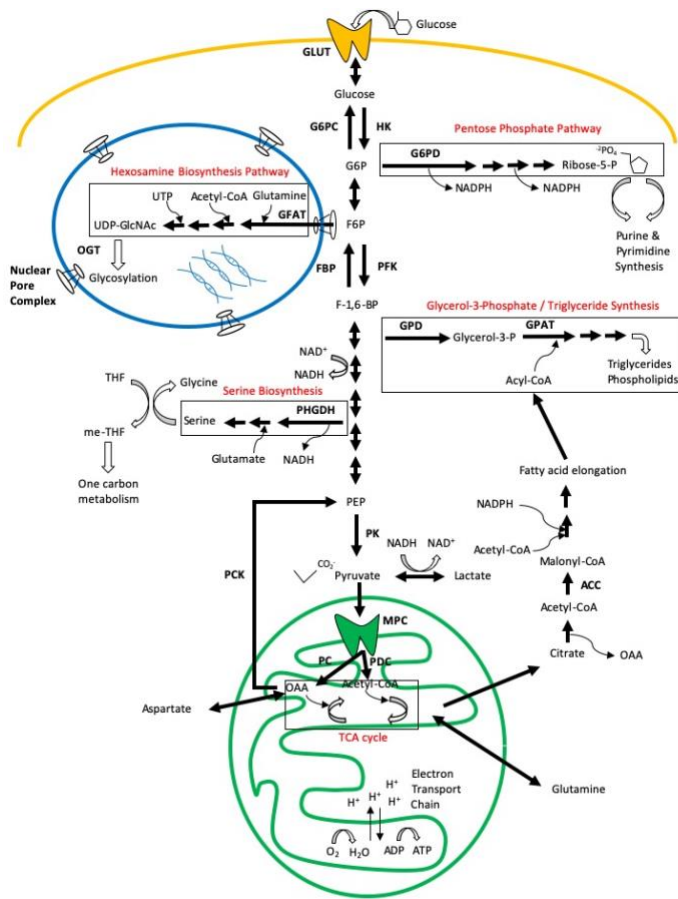 Glucose
GLUT
Glucose
G6PC
HK
Pentose Phosphate Pathway
G6P
G6PD
Ribose-5-P
⁻²PO₄
NADPH
NADPH
Purine &
Pyrimidine
Synthesis
Hexosamine Biosynthesis Pathway
UTP
Acetyl-CoA
Glutamine
UDP-GlcNAc
GFAT
F6P
OGT
Glycosylation
Nuclear
Pore
Complex
FBP
PFK
F-1,6-BP
Glycerol-3-Phosphate / Triglyceride Synthesis
GPD
Glycerol-3-P
GPAT
Triglycerides
Phospholipids
Acyl-CoA
NAD⁺
NADH
THF
Glycine
Serine Biosynthesis
PHGDH
Serine
me-THF
Glutamate
NADH
One carbon
metabolism
Fatty acid elongation
PEP
NADPH
PK
Acetyl-CoA
Malonyl-CoA
NADH
NAD⁺
PCK
CO₂⁻
Pyruvate
Lactate
ACC
Acetyl-CoA
MPC
Citrate
OAA
PC
PDC
OAA
Acetyl-CoA
Aspartate
TCA cycle
Glutamine
Electron
Transport
Chain
H⁺
H⁺
H⁺
H⁺
O₂
H₂O
ADP
ATP